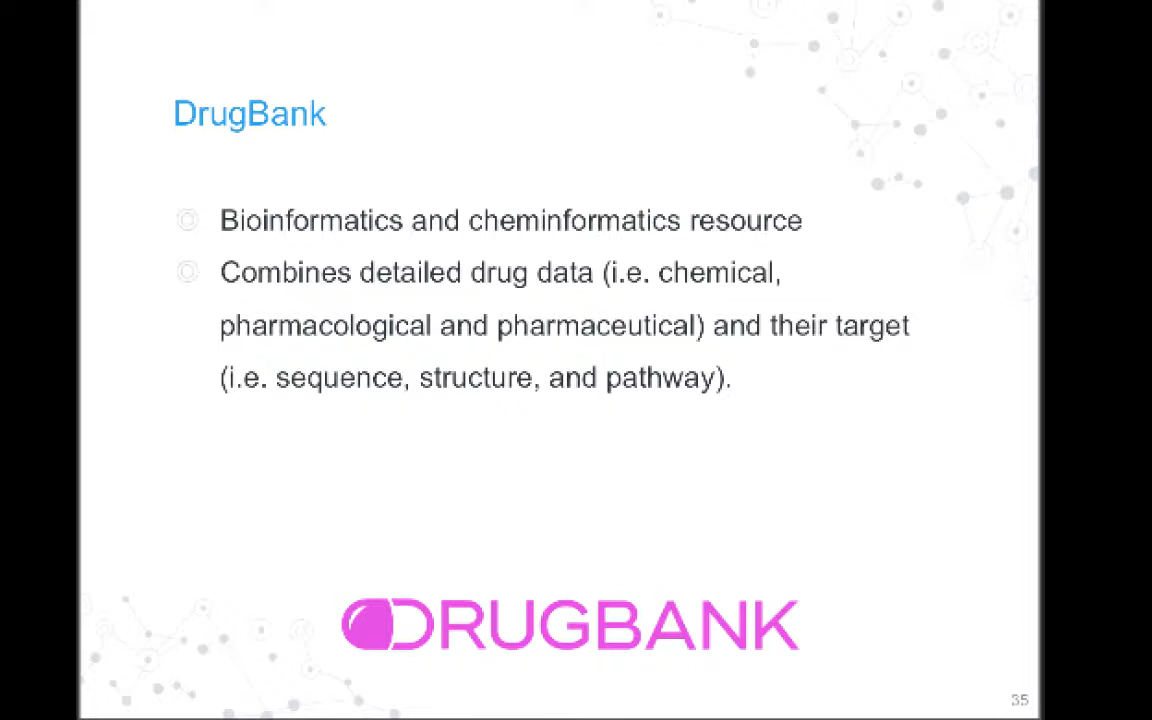 DrugBank
Bioinformatics and cheminformatics resource
Combines detailed drug data (i.e. chemical,
pharmacological and pharmaceutical) and their target
(i.e. sequence, structure, and pathway).
DRUGBANK
35